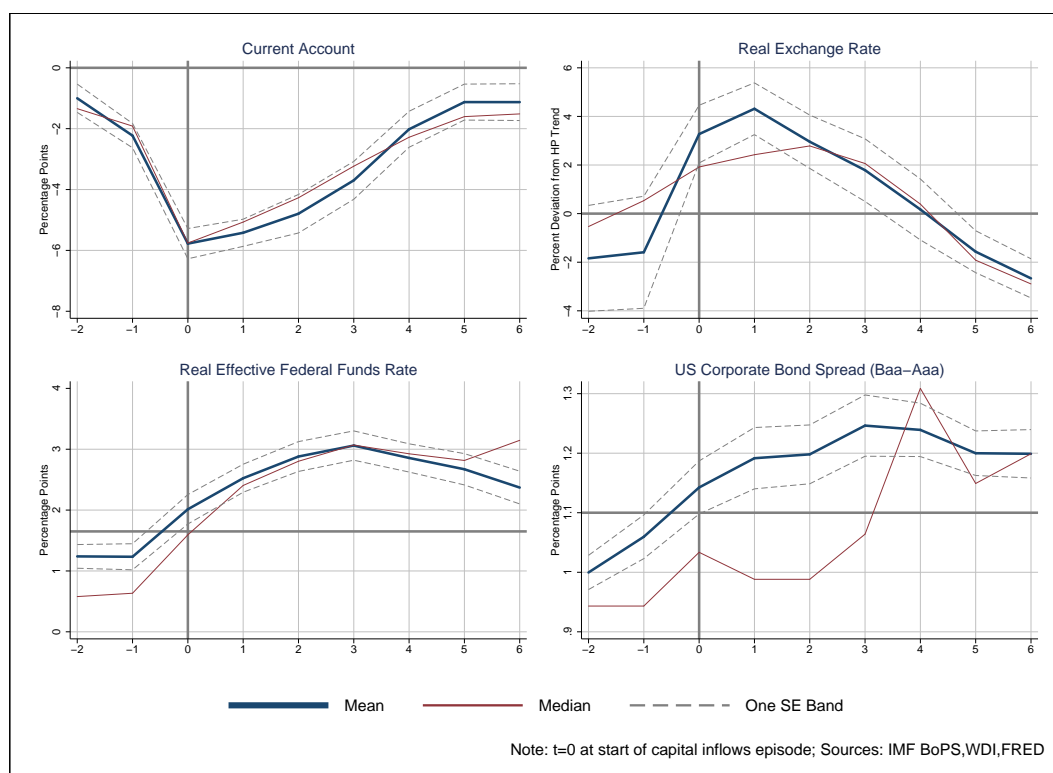 Current Account
Percentage Points
0
−2
−4
−6
−8
−2 −1 0 1 2 3 4 5 6
Real Exchange Rate
Percent Deviation from HP Trend
6
4
2
0
−2
−4
−2 −1 0 1 2 3 4 5 6
Real Effective Federal Funds Rate
Percentage Points
4
3
2
1
0
−2 −1 0 1 2 3 4 5 6
US Corporate Bond Spread (Baa−Aaa)
Percentage Points
1.3
1.2
1.1
1
.9
−2 −1 0 1 2 3 4 5 6
Mean Median One SE Band
Note: t=0 at start of capital inflows episode; Sources: IMF BoPS,WDI,FRED